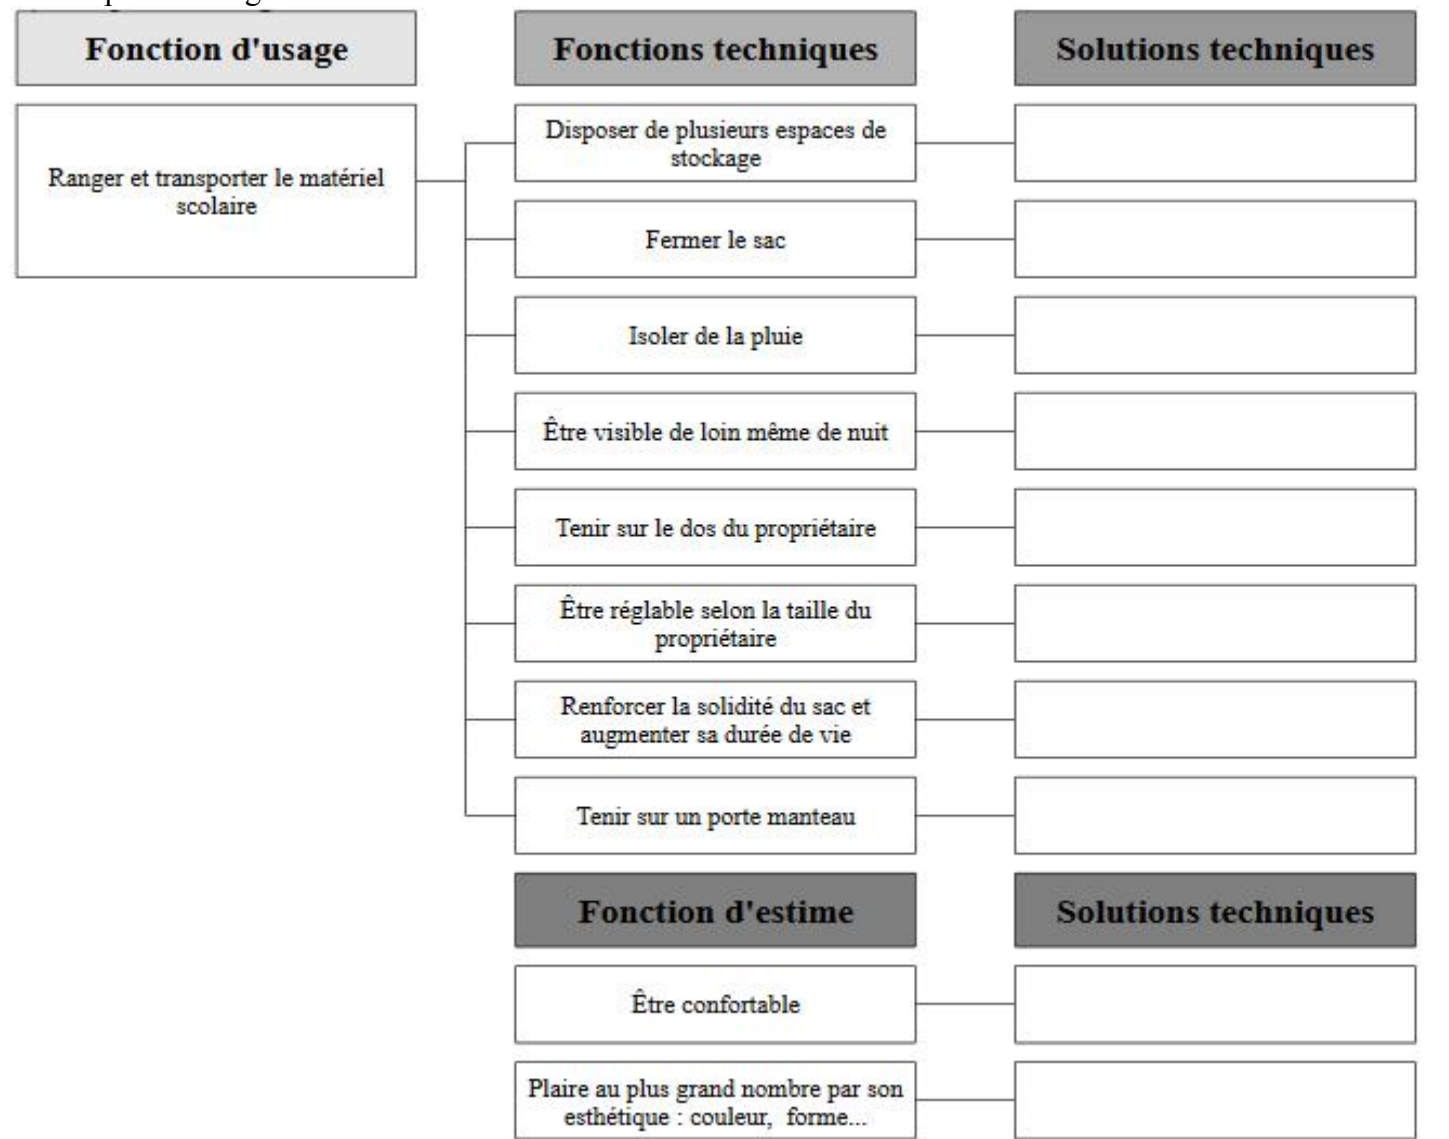 Fonction d'usage
Fonctions techniques
Solutions techniques
Ranger et transporter le matériel
scolaire
Disposer de plusieurs espaces de
stockage
Fermer le sac
Isoler de la pluie
Être visible de loin même de nuit
Tenir sur le dos du propriétaire
Être réglable selon la taille du
propriétaire
Renforcer la solidité du sac et
augmenter sa durée de vie
Tenir sur un porte manteau
Fonction d'estime
Solutions techniques
Être confortable
Plaire au plus grand nombre par son
esthétique : couleur, forme...